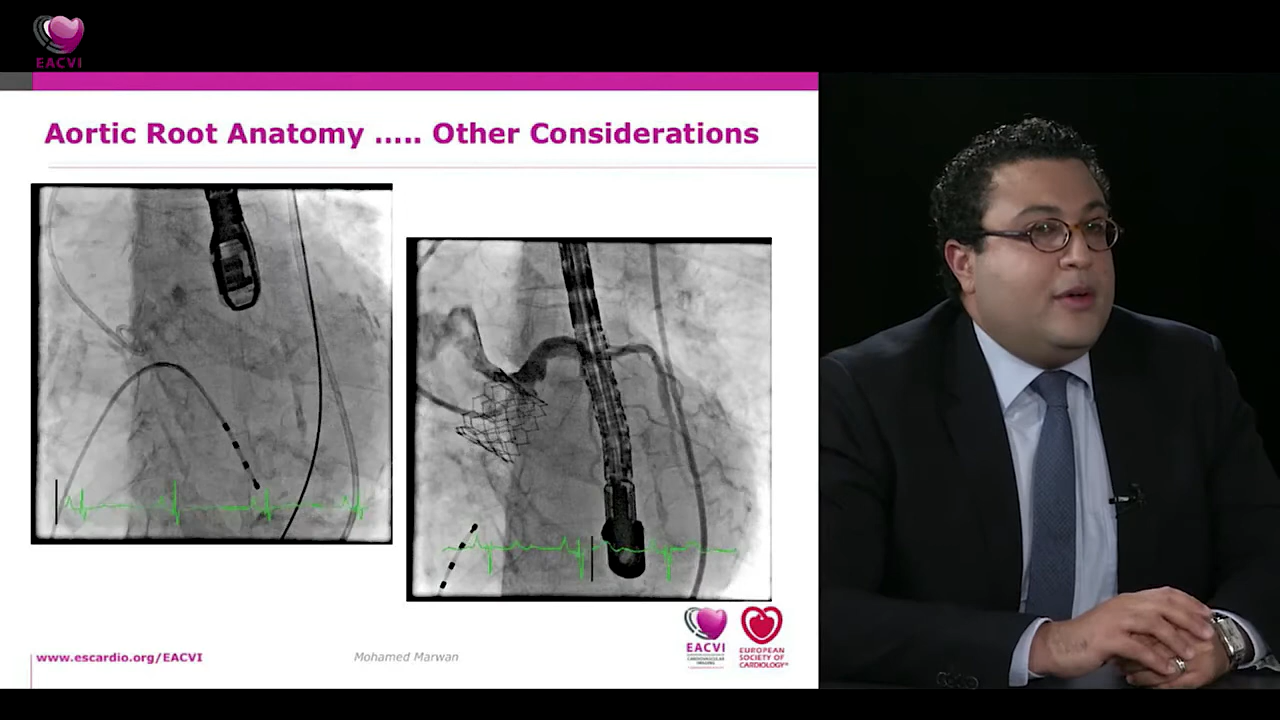 EACVI
Aortic Root Anatomy ..... Other Considerations
www.escardio.org/EACVI
Mohamed Marwan
EACVI
EUROPEAN
SOCIETY OF
CARDIOLOGY®